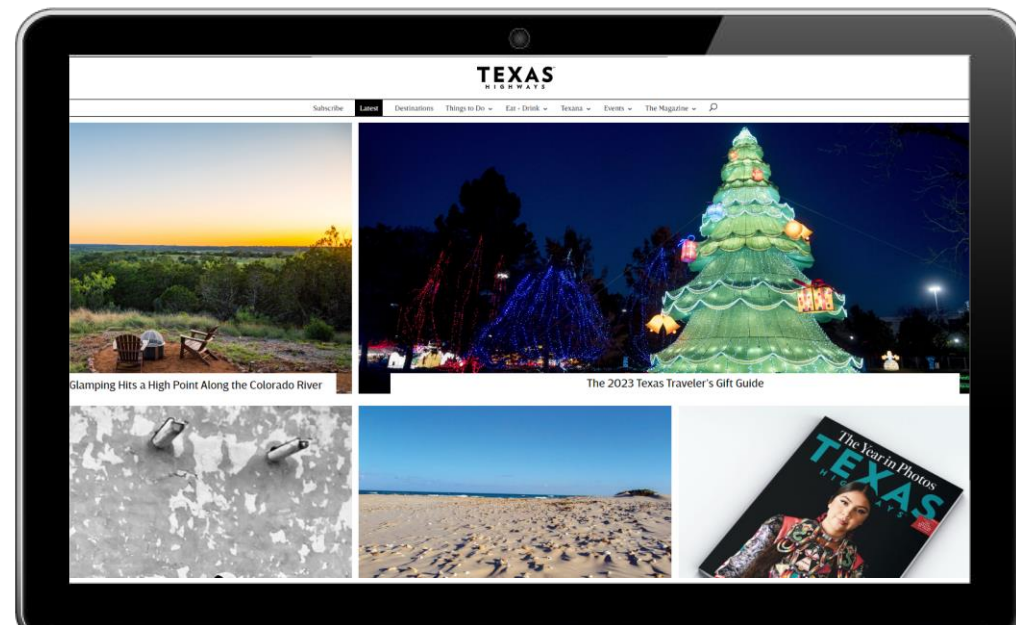 TEXAS
HIGHWAYS
Subscribe Latest Destinations Things to Do Eat + Drink Texana Events The Magazine
Glamping Hits a High Point Along the Colorado River
The 2023 Texas Traveler's Gift Guide
The Year in Photos
TEXAS
HIGHWAYS